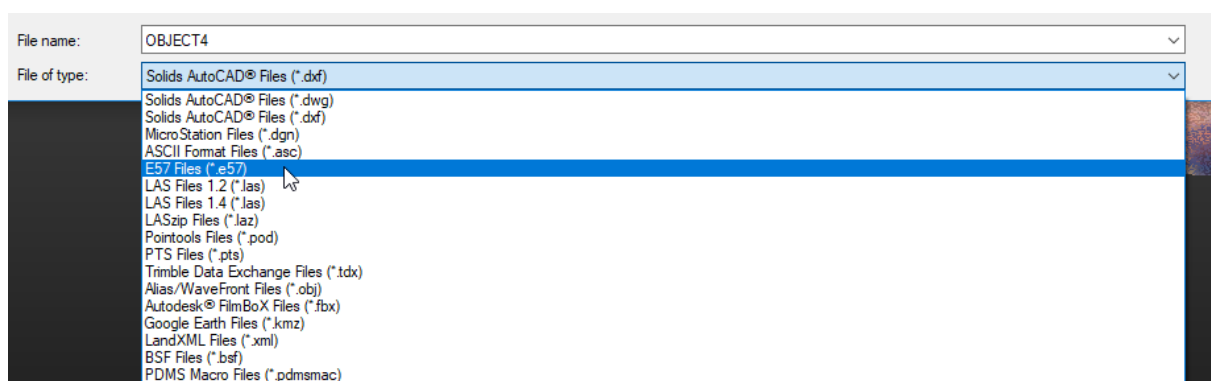 File name: OBJECT4
File of type: Solids AutoCAD® Files (*.dxf)
Solids AutoCAD® Files (*.dwg)
Solids AutoCAD® Files (*.dxf)
MicroStation Files (*.dgn)
ASCII Format Files (*.asc)
E57 Files (*.e57)
LAS Files 1.2 (*.las)
LAS Files 1.4 (*.las)
LASzip Files (*.laz)
Pointools Files (*.pod)
PTS Files (*.pts)
Trimble Data Exchange Files (*.tdx)
Alias/WaveFront Files (*.obj)
Autodesk® FilmBoX Files (*.fbx)
Google Earth Files (*.kmz)
LandXML Files (*.xml)
BSF Files (*.bsf)
PDMS Macro Files (*.pdmsmac)